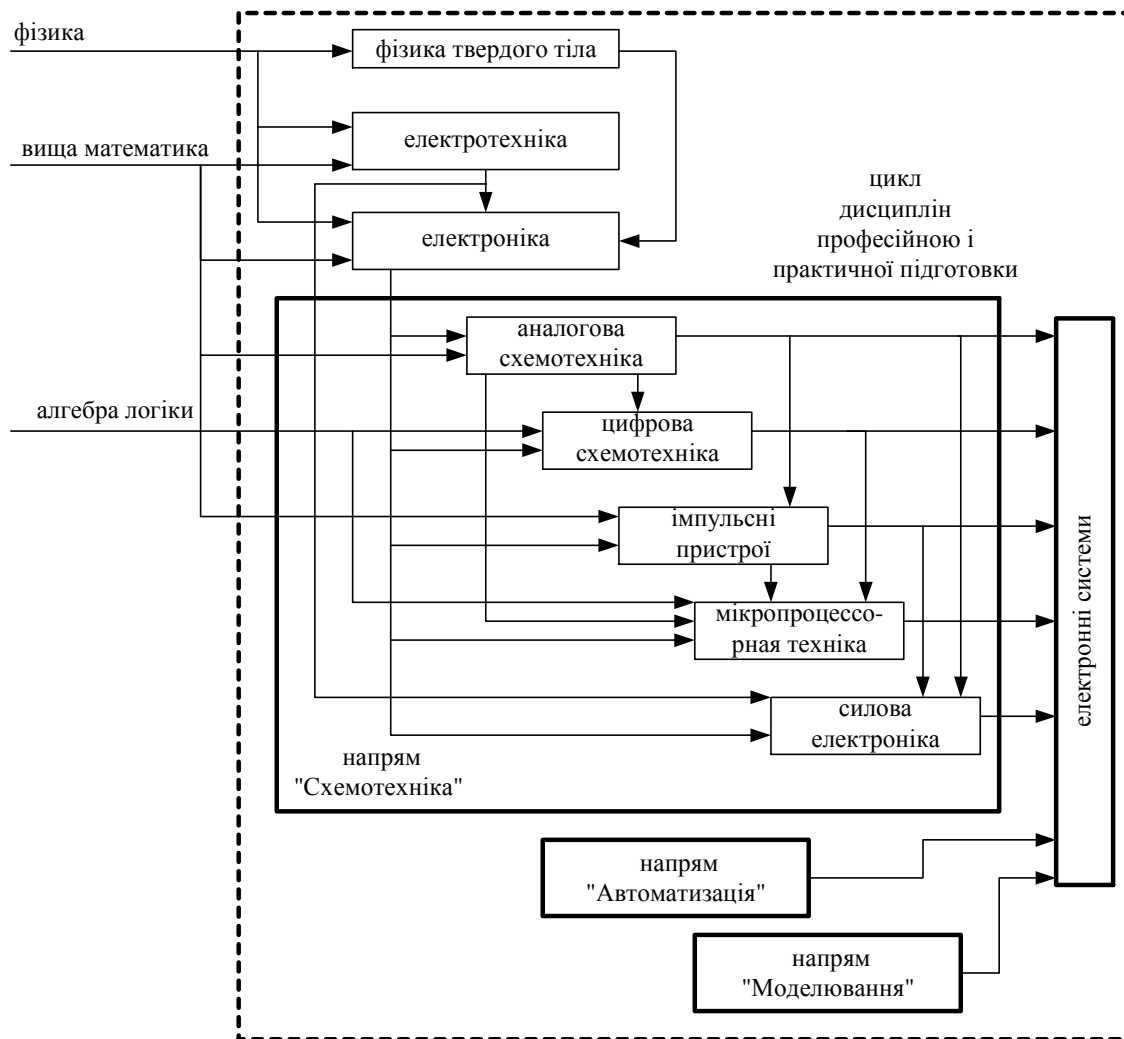 фізика
фізика твердого тіла
електротехніка
вища математика
цикл
дисциплін
професійною і
практичної підготовки
електроніка
аналогова
схемотехніка
алгебра логіки
цифрова
схемотехніка
імпульсні
пристрої
мікропроцессо-
рная техніка
силова
електроніка
напрям
"Схемотехніка"
електронні системи
напрям
"Автоматизація"
напрям
"Моделювання"